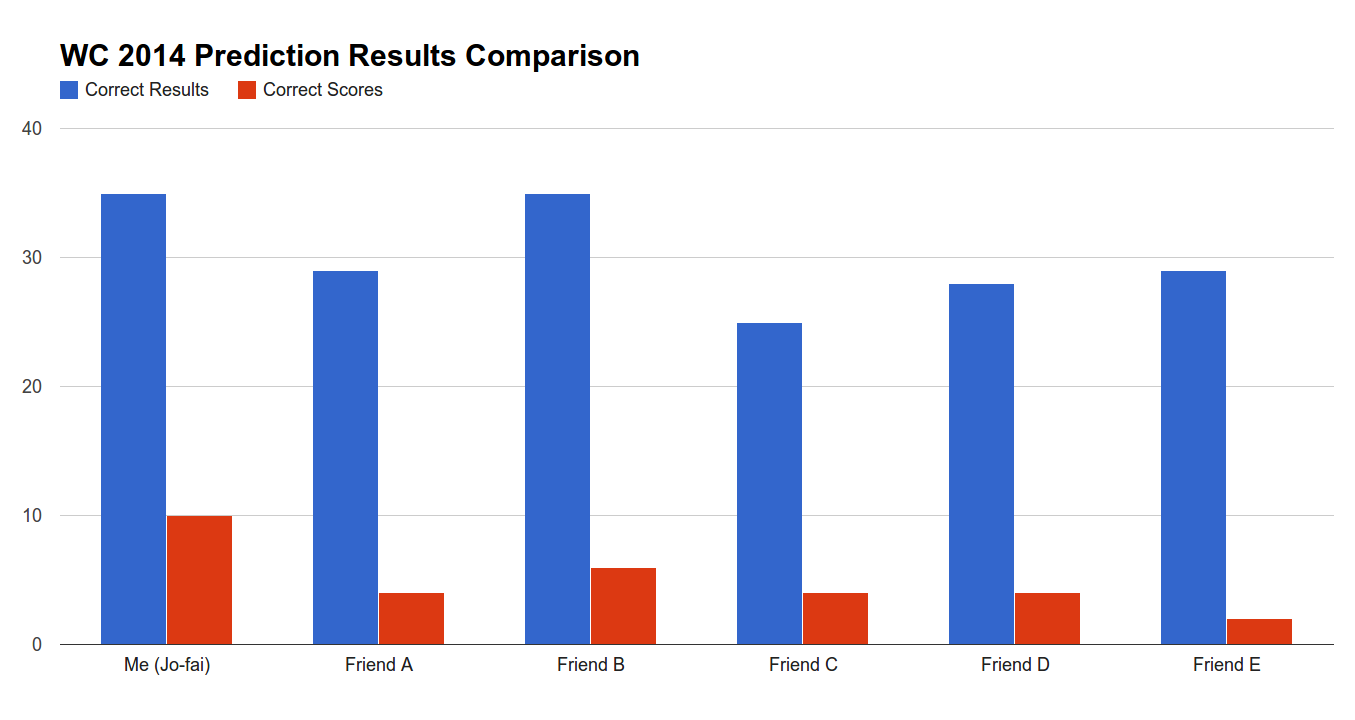 WC 2014 Prediction Results Comparison
Correct Results Correct Scores
40
30
20
10
0
Me (Jo-fai) Friend A Friend B Friend C Friend D Friend E